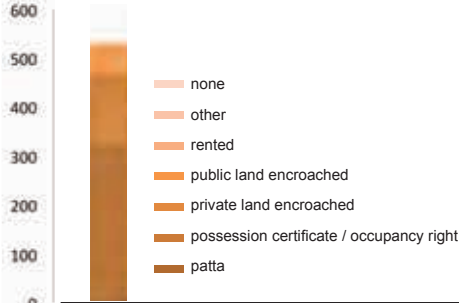 600
500
400
300
200
100
0
none
other
rented
public land encroached
private land encroached
possession certificate / occupancy right
patta